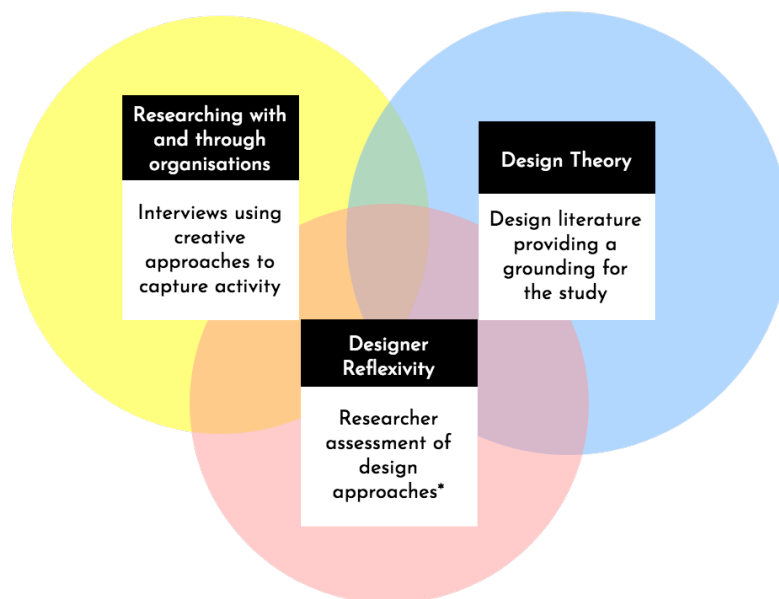 Researching with
and through
organisations
Interviews using
creative
approaches to
capture activity
Design Theory
Design literature
providing a
grounding for
the study
Designer
Reflexivity
Researcher
assessment of
design
approaches*